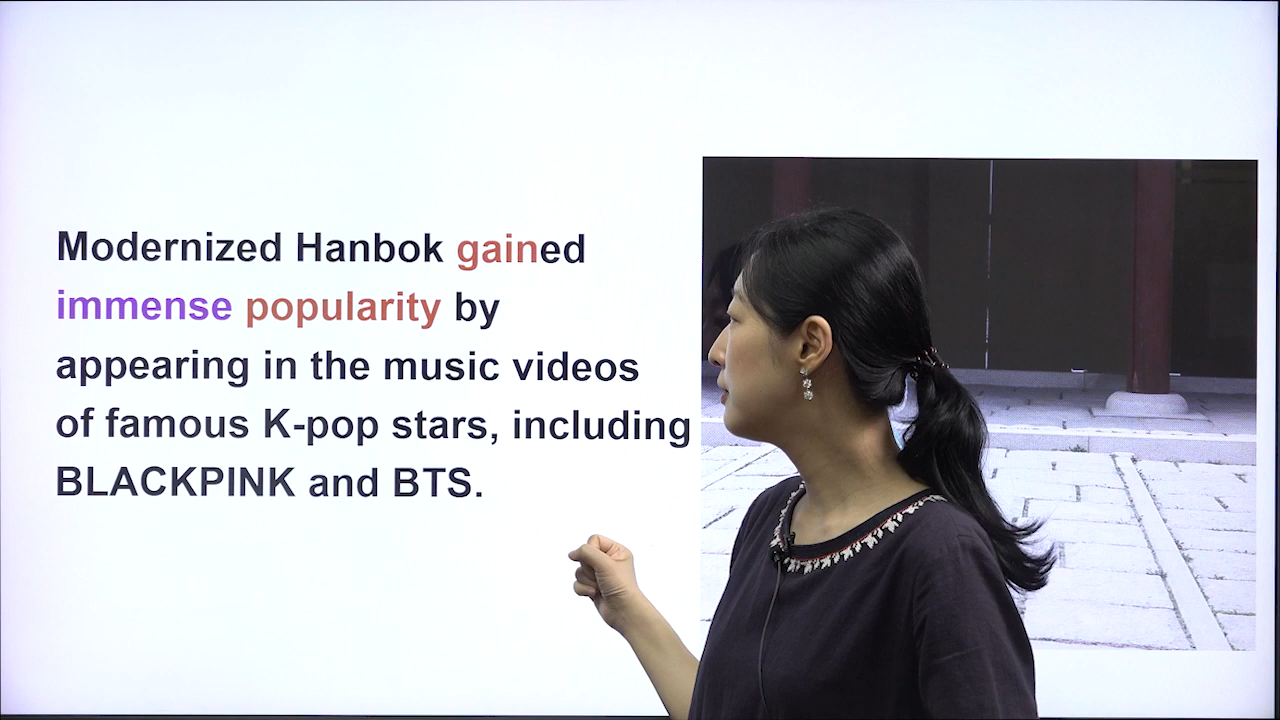 Modernized Hanbok gained
immense popularity by
appearing in the music videos
of famous K-pop stars, including
BLACKPINK and BTS.